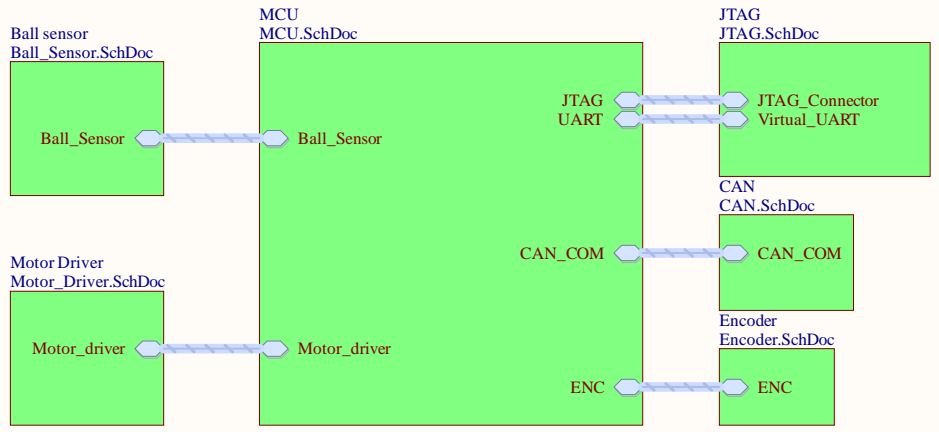 Ball sensor
Ball_Sensor.SchDoc
Ball_Sensor
Motor Driver
Motor_Driver.SchDoc
Motor_driver
MCU
MCU.SchDoc
Ball_Sensor
Motor_driver
JTAG
UART
CAN_COM
ENC
JTAG
JTAG.SchDoc
JTAG_Connector
Virtual_UART
CAN
CAN.SchDoc
CAN_COM
Encoder
Encoder.SchDoc
ENC